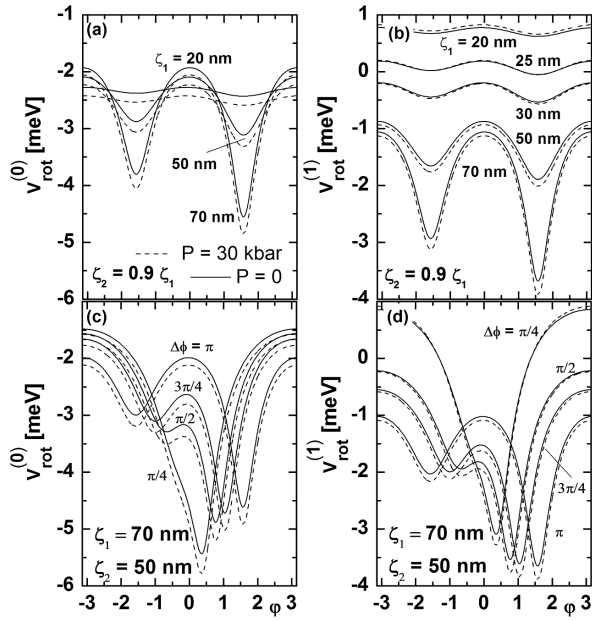 (a)
ζ1 = 20 nm
50 nm
70 nm
P = 30 kbar
P = 0
ζ2 = 0.9 ζ1
V rot (0) [meV]
-1
-2
-3
-4
-5
-6
(b)
ζ1 = 20 nm
25 nm
30 nm
50 nm
70 nm
ζ2 = 0.9 ζ1
V rot (1) [meV]
1
0
-1
-2
-3
-4
(c)
Δϕ = π
3π/4
π/2
π/4
ζ1 = 70 nm
ζ2 = 50 nm
V rot (0) [meV]
-2
-3
-4
-5
-6
-3 -2 -1 0 1 2 3
(d)
Δϕ = π/4
π/2
3π/4
π
ζ1 = 70 nm
ζ2 = 50 nm
V rot (1) [meV]
0
-1
-2
-3
-4
φ -3 -2 -1 0 1 2 3
φ